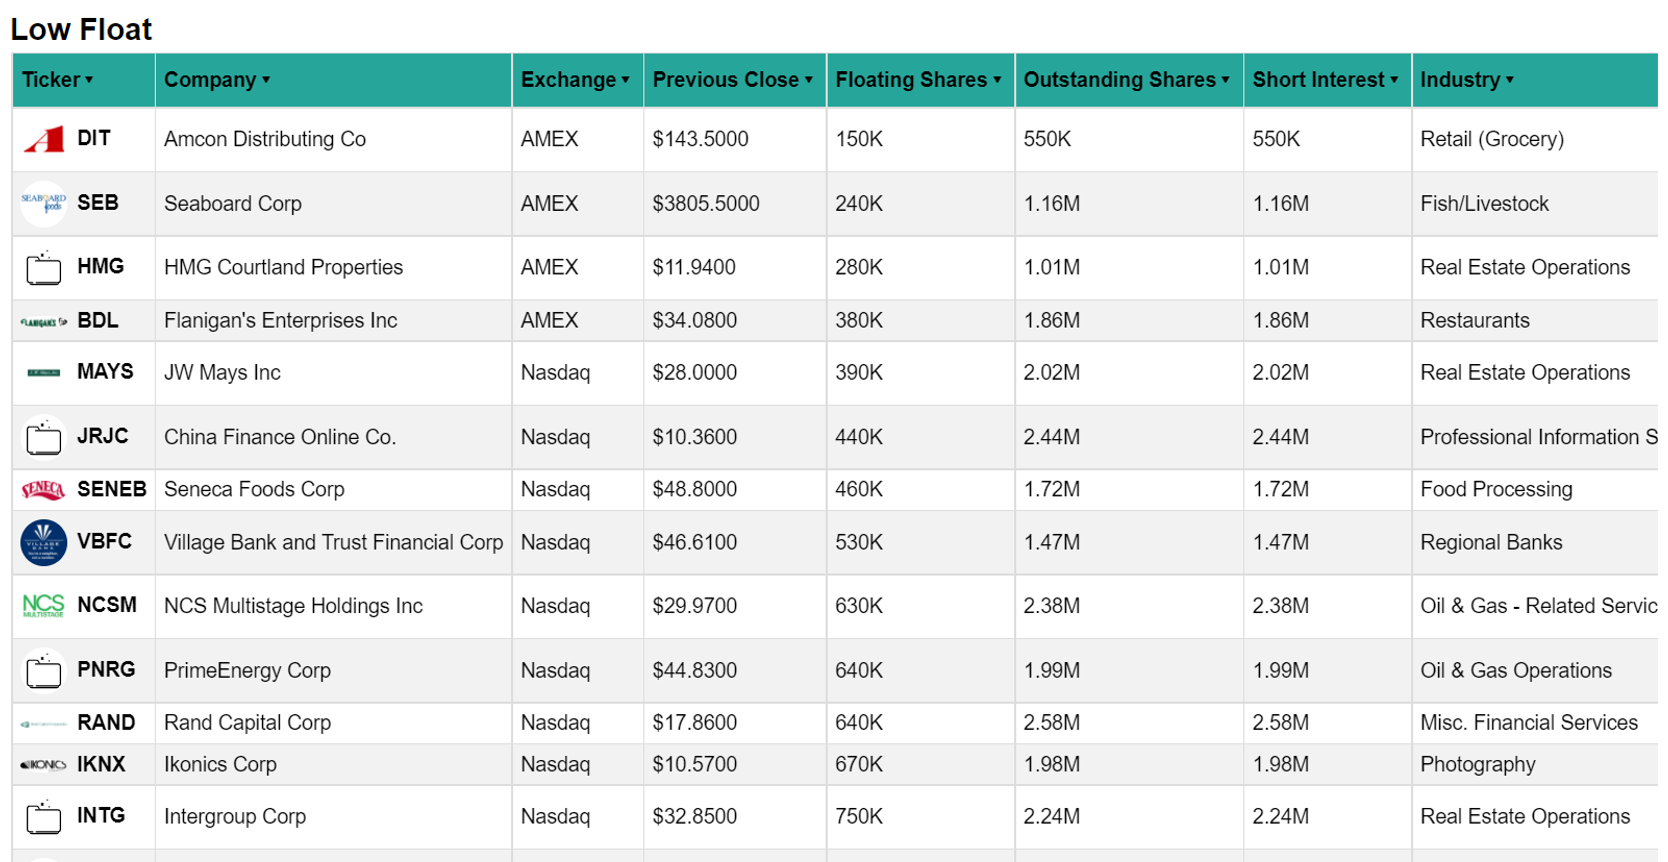 Low Float
Ticker▼ Company▼ Exchange▼ Previous Close▼ Floating Shares▼ Outstanding Shares▼ Short Interest▼ Industry▼
DIT Amcon Distributing Co AMEX $143.5000 150K 550K 550K Retail (Grocery)
SEABOARD foods SEB Seaboard Corp AMEX $3805.5000 240K 1.16M 1.16M Fish/Livestock
HMG HMG Courtland Properties AMEX $11.9400 280K 1.01M 1.01M Real Estate Operations
BDL Flanigan's Enterprises Inc AMEX $34.0800 380K 1.86M 1.86M Restaurants
MAYS JW Mays Inc Nasdaq $28.0000 390K 2.02M 2.02M Real Estate Operations
JRJC China Finance Online Co. Nasdaq $10.3600 440K 2.44M 2.44M Professional Information S
SENECA SENEB Seneca Foods Corp Nasdaq $48.8000 460K 1.72M 1.72M Food Processing
VILLAGE BANK VBFC Village Bank and Trust Financial Corp Nasdaq $46.6100 530K 1.47M 1.47M Regional Banks
NCS MULTISTAGE NCSM NCS Multistage Holdings Inc Nasdaq $29.9700 630K 2.38M 2.38M Oil & Gas - Related Servic
PNRG PrimeEnergy Corp Nasdaq $44.8300 640K 1.99M 1.99M Oil & Gas Operations
RAND Rand Capital Corp Nasdaq $17.8600 640K 2.58M 2.58M Misc. Financial Services
IKONICS IKNX Ikonics Corp Nasdaq $10.5700 670K 1.98M 1.98M Photography
INTG Intergroup Corp Nasdaq $32.8500 750K 2.24M 2.24M Real Estate Operations